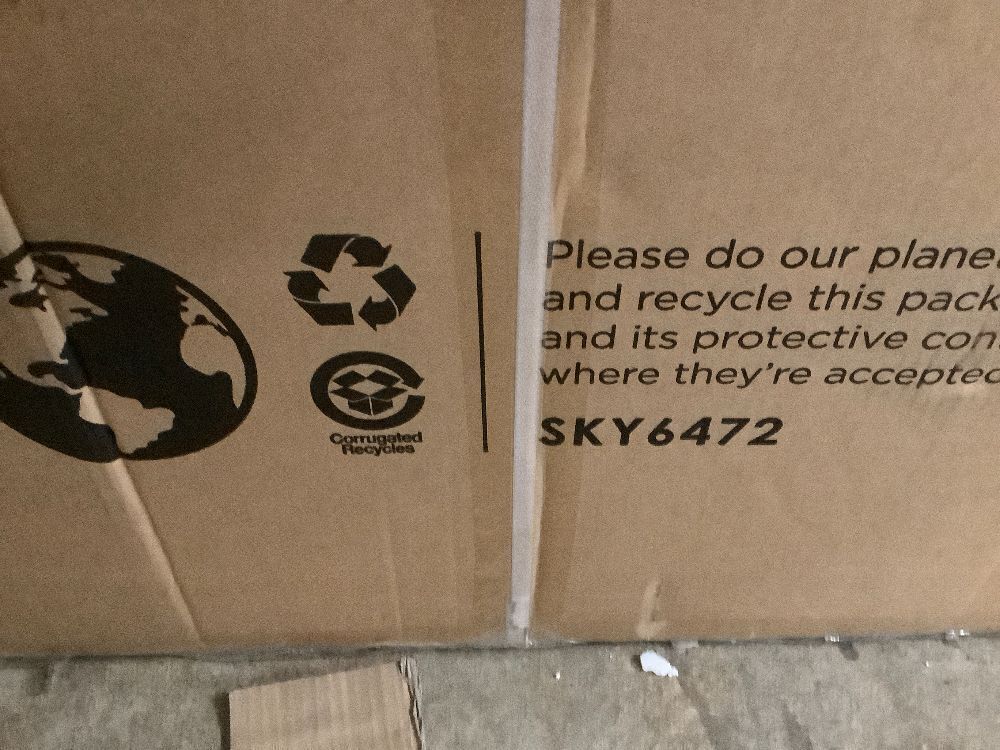 Corrugated
Recycles
Please do our plane
and recycle this pack
and its protective con
where they're accepted
SKY6472